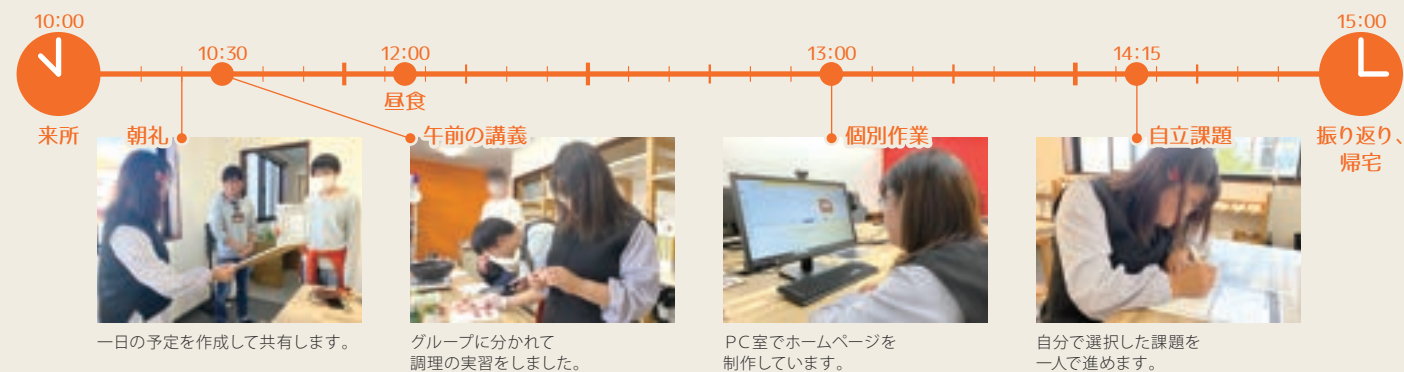 10:00
来所
朝礼
一日の予定を作成して共有します。
10:30
午前の講義
グループに分かれて
調理の実習をしました。
12:00
昼食
13:00
個別作業
PC室でホームページを
制作しています。
14:15
自立課題
自分で選択した課題を
一人で進めます。
15:00
振り返り、
帰宅